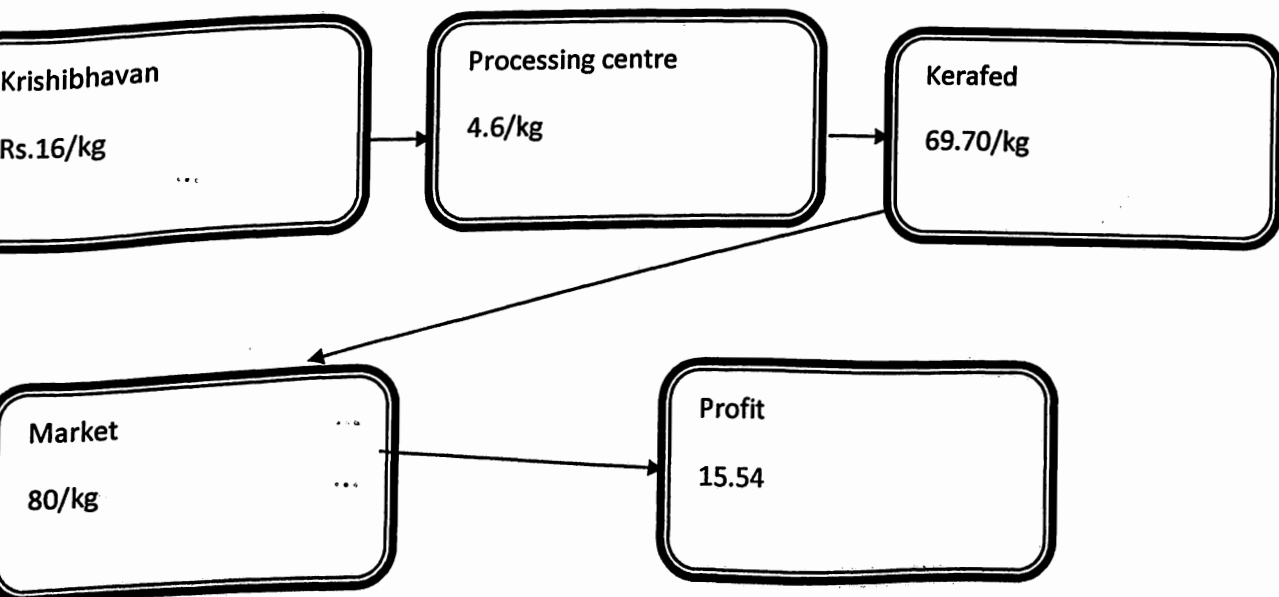 Krishibhavan
Rs.16/kg
Processing centre
4.6/kg
Kerafed
69.70/kg
Market
80/kg
Profit
15.54